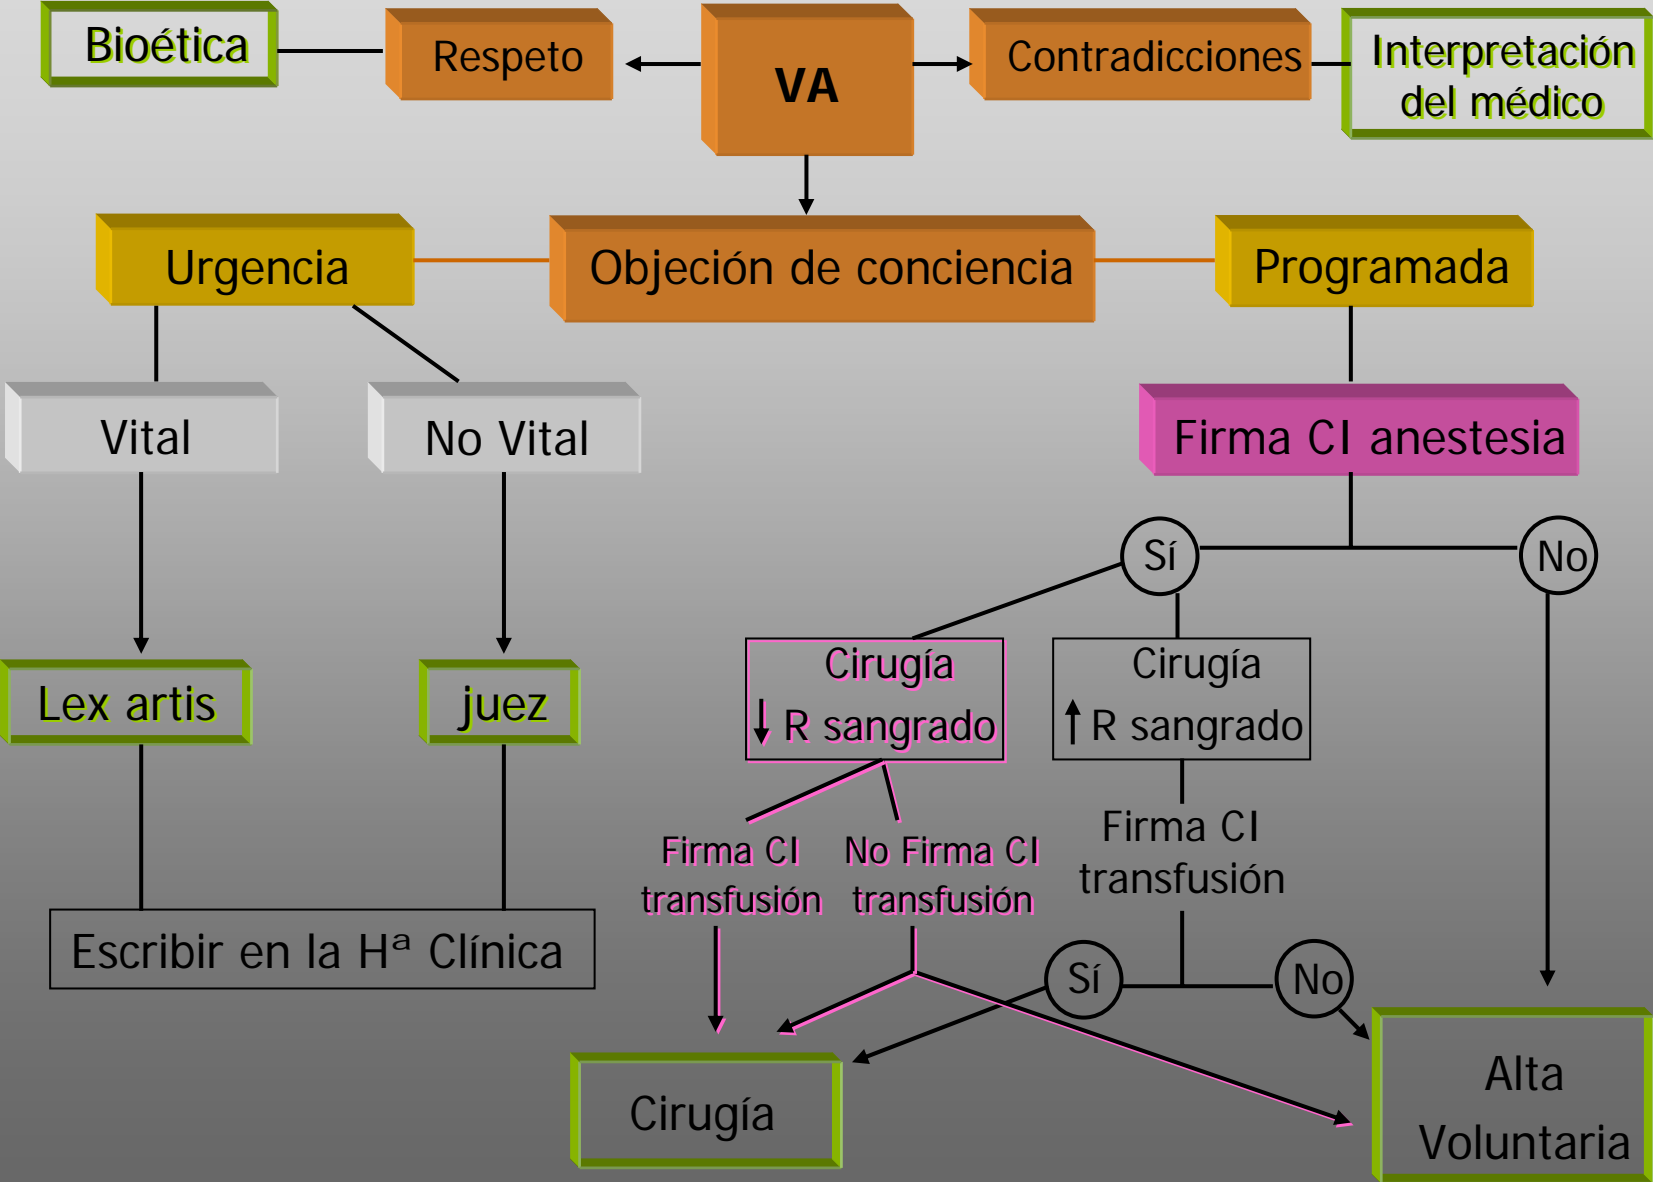 Bioética
Respeto
VA
Contradicciones
Interpretación
del médico
Urgencia
Objeción de conciencia
Programada
Vital
No Vital
Firma CI anestesia
Sí
No
Cirugía
R sangrado
Cirugía
R sangrado
Lex artis
juez
Firma CI
transfusión
No Firma CI
transfusión
Firma CI
transfusión
Escribir en la Hª Clínica
Sí
No
Cirugía
Alta
Voluntaria